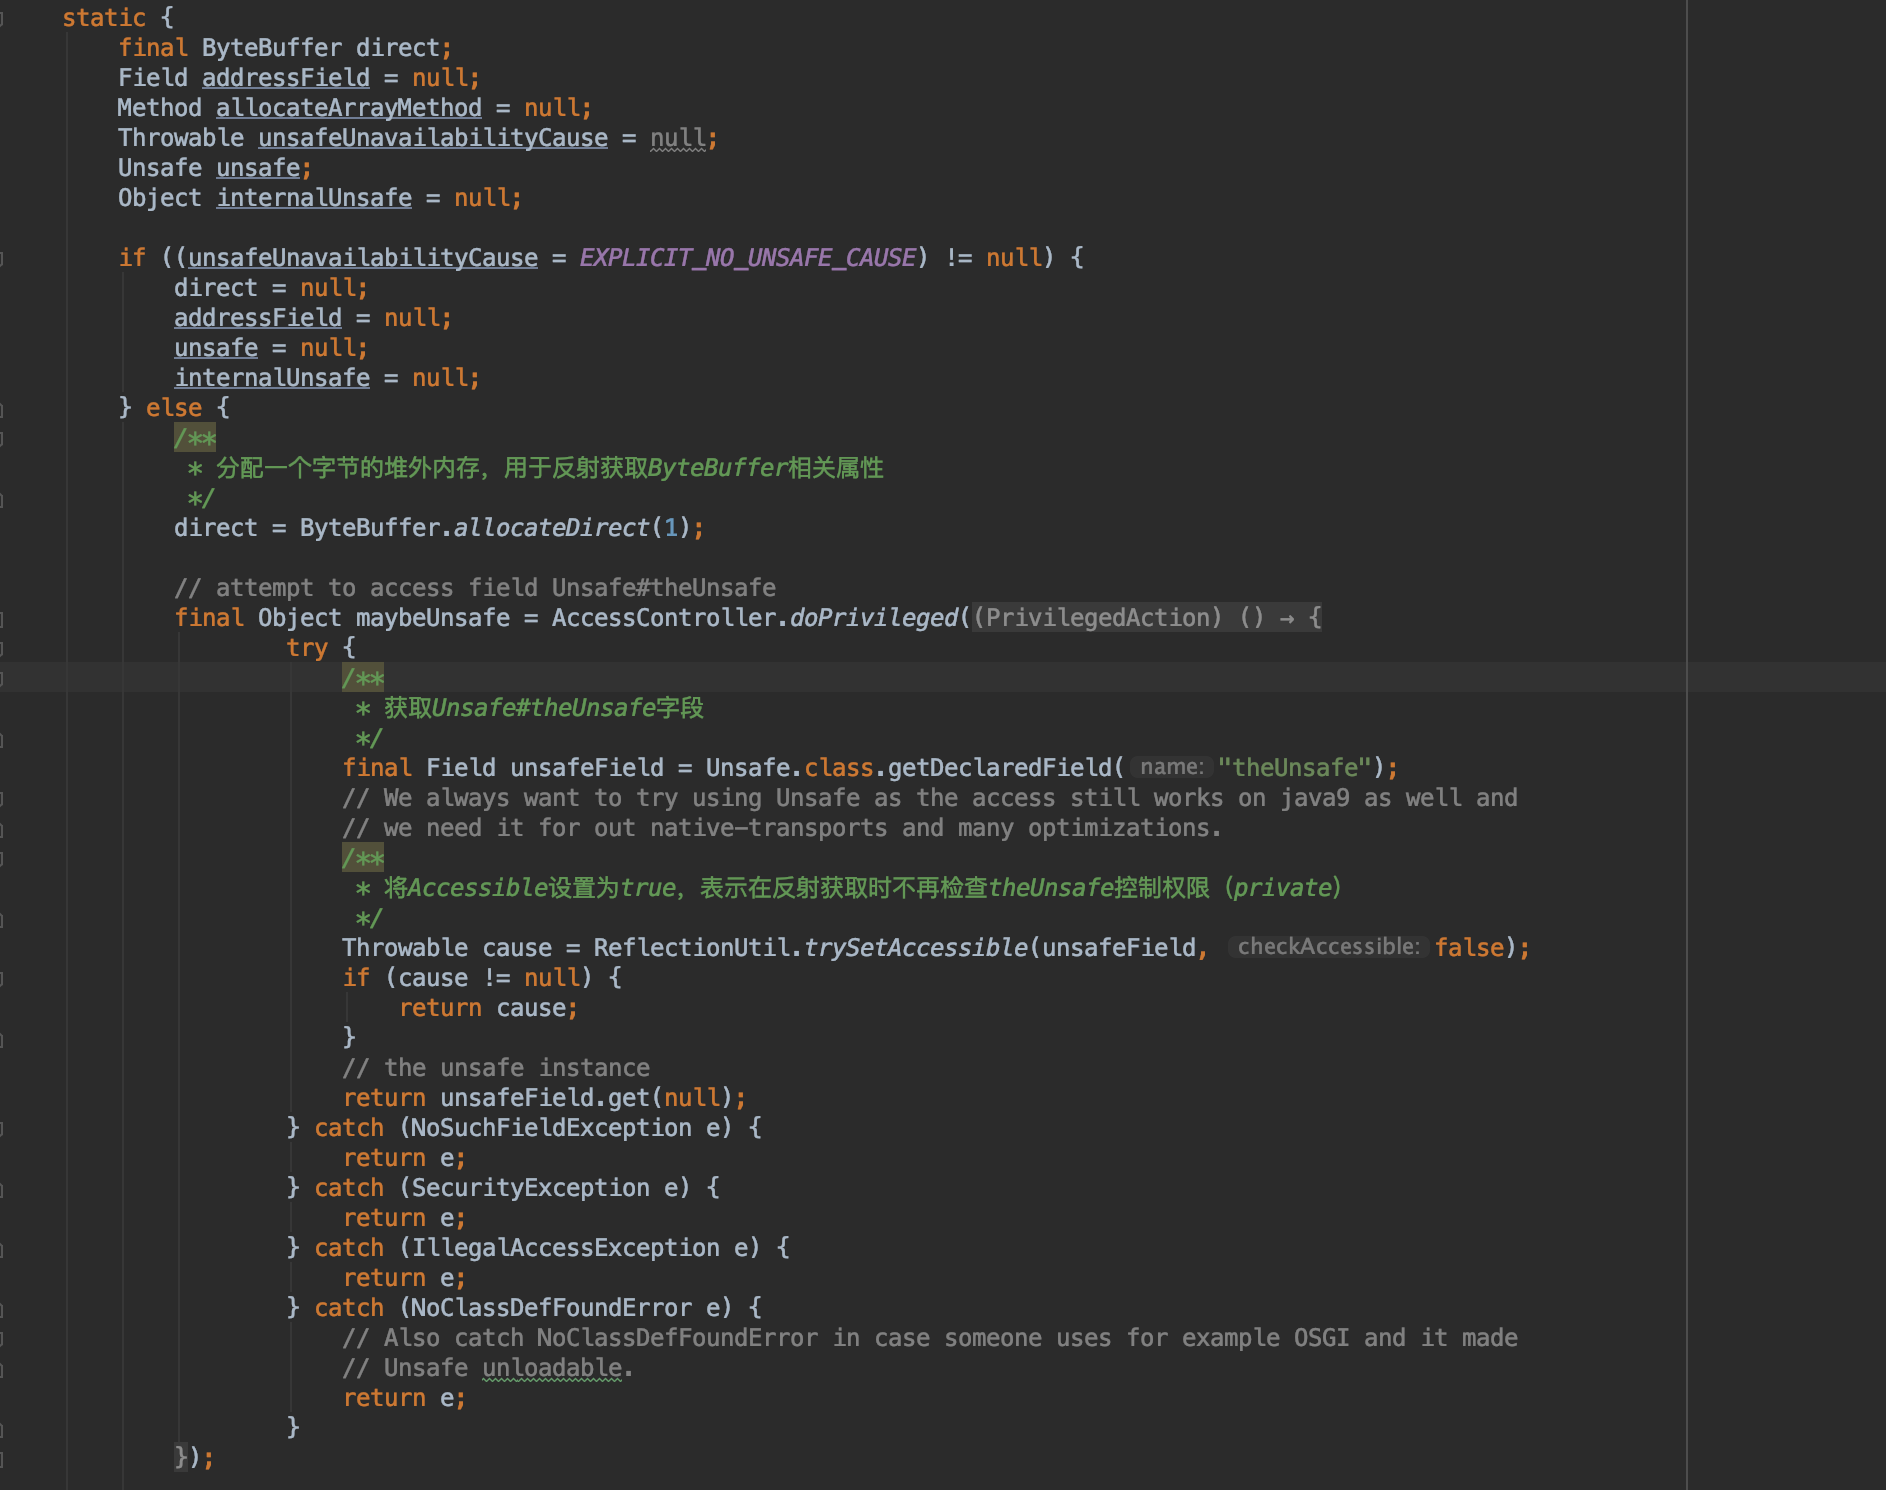 static {
    final ByteBuffer direct;
    Field addressField = null;
    Method allocateArrayMethod = null;
    Throwable unsafeUnavailabilityCause = null;
    Unsafe unsafe;
    Object internalUnsafe = null;

    if ((unsafeUnavailabilityCause = EXPLICIT_NO_UNSAFE_CAUSE) != null) {
        direct = null;
        addressField = null;
        unsafe = null;
        internalUnsafe = null;
    } else {
        /**
         * 分配一个字节的堆外内存，用于反射获取ByteBuffer相关属性
         */
        direct = ByteBuffer.allocateDirect(1);

        // attempt to access field Unsafe#theUnsafe
        final Object maybeUnsafe = AccessController.doPrivileged((PrivilegedAction) () → {
                try {
                    /**
                     * 获取Unsafe#theUnsafe字段
                     */
                    final Field unsafeField = Unsafe.class.getDeclaredField( name: "theUnsafe");
                    // We always want to try using Unsafe as the access still works on java9 as well and
                    // we need it for out native-transports and many optimizations.
                    /**
                     * 将Accessible设置为true，表示在反射获取时不再检查theUnsafe控制权限（private）
                     */
                    Throwable cause = ReflectionUtil.trySetAccessible(unsafeField, checkAccessible: false);
                    if (cause != null) {
                        return cause;
                    }
                    // the unsafe instance
                    return unsafeField.get(null);
                } catch (NoSuchFieldException e) {
                    return e;
                } catch (SecurityException e) {
                    return e;
                } catch (IllegalAccessException e) {
                    return e;
                } catch (NoClassDefFoundError e) {
                    // Also catch NoClassDefFoundError in case someone uses for example OSGI and it made
                    // Unsafe unloadable.
                    return e;
                }
        });